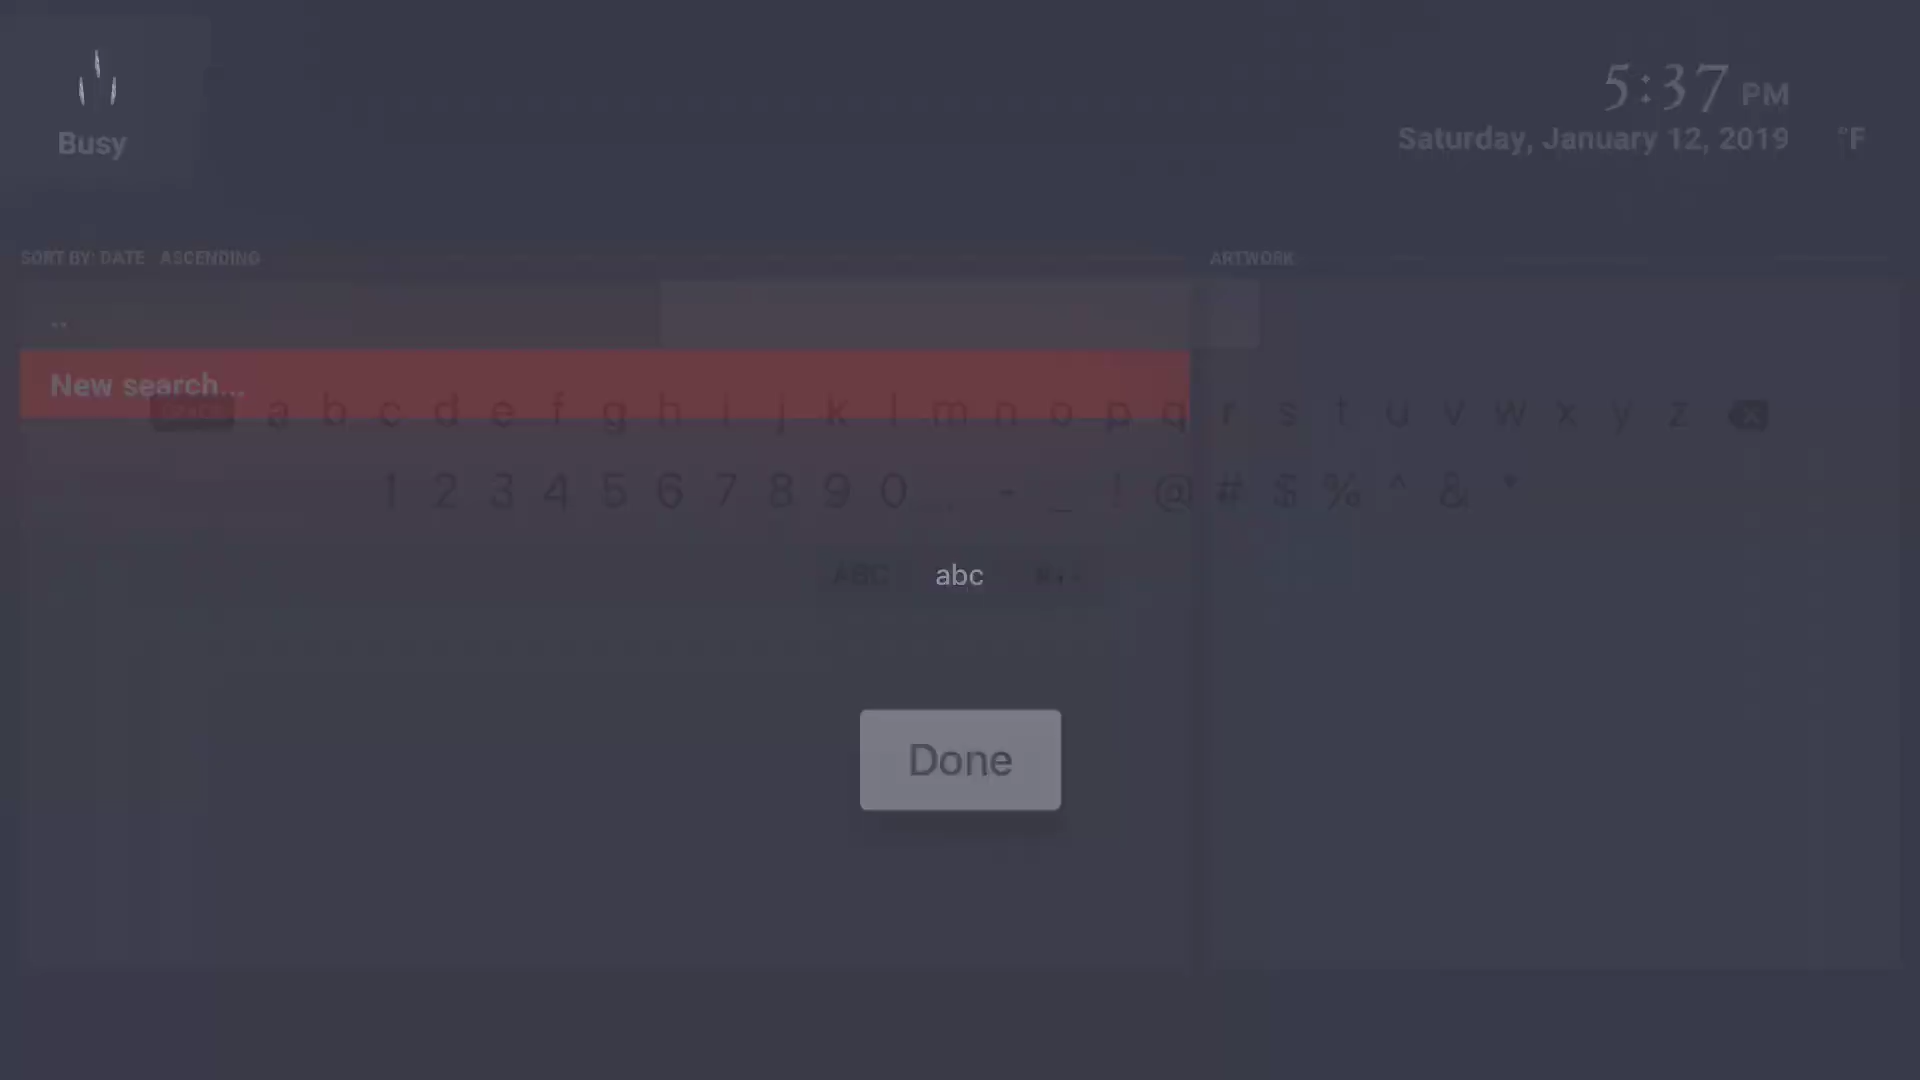 5:37 PM
Busy
Saturday, January 12, 2019 °F
SORT BY: DATE ASCENDING
ARTWORK
..
New search...
SPACE a b c d e f g h i j k l m n o p q r s t u v w x y z
1 2 3 4 5 6 7 8 9 0 . - _ ! @ # $ % ^ & *
ABC abc #+-
Done